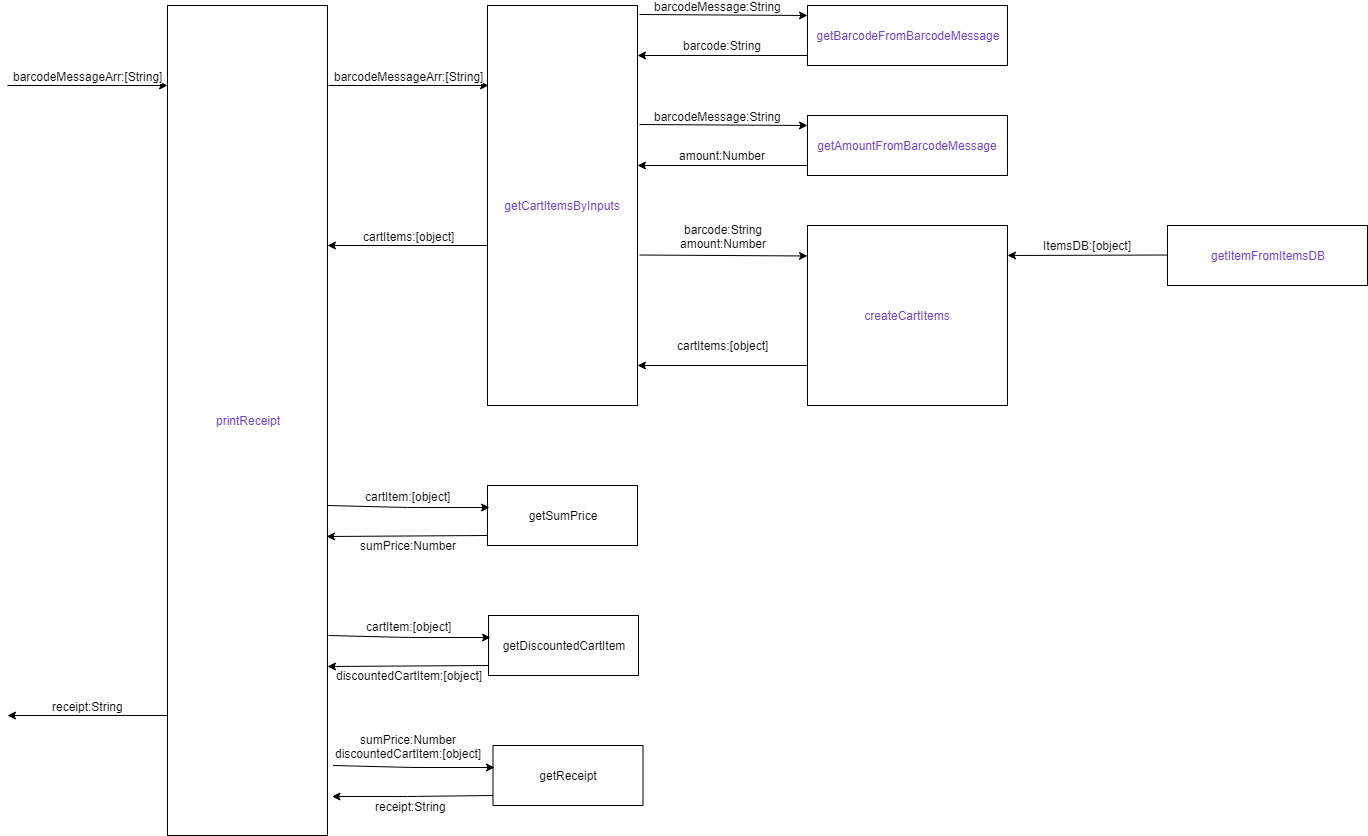 barcodeMessage:String
getBarcodeFromBarcodeMessage
barcode:String
barcodeMessageArr:[String]
barcodeMessageArr:[String]
barcodeMessage:String
getAmountFromBarcodeMessage
amount:Number
getCartItemsByInputs
cartItems:[object]
barcode:String
amount:Number
ItemsDB:[object]
getItemFromItemsDB
createCartItems
cartItems:[object]
printReceipt
cartItem:[object]
getSumPrice
sumPrice:Number
cartItem:[object]
getDiscountedCartItem
discountedCartItem:[object]
receipt:String
sumPrice:Number
discountedCartItem:[object]
getReceipt
receipt:String